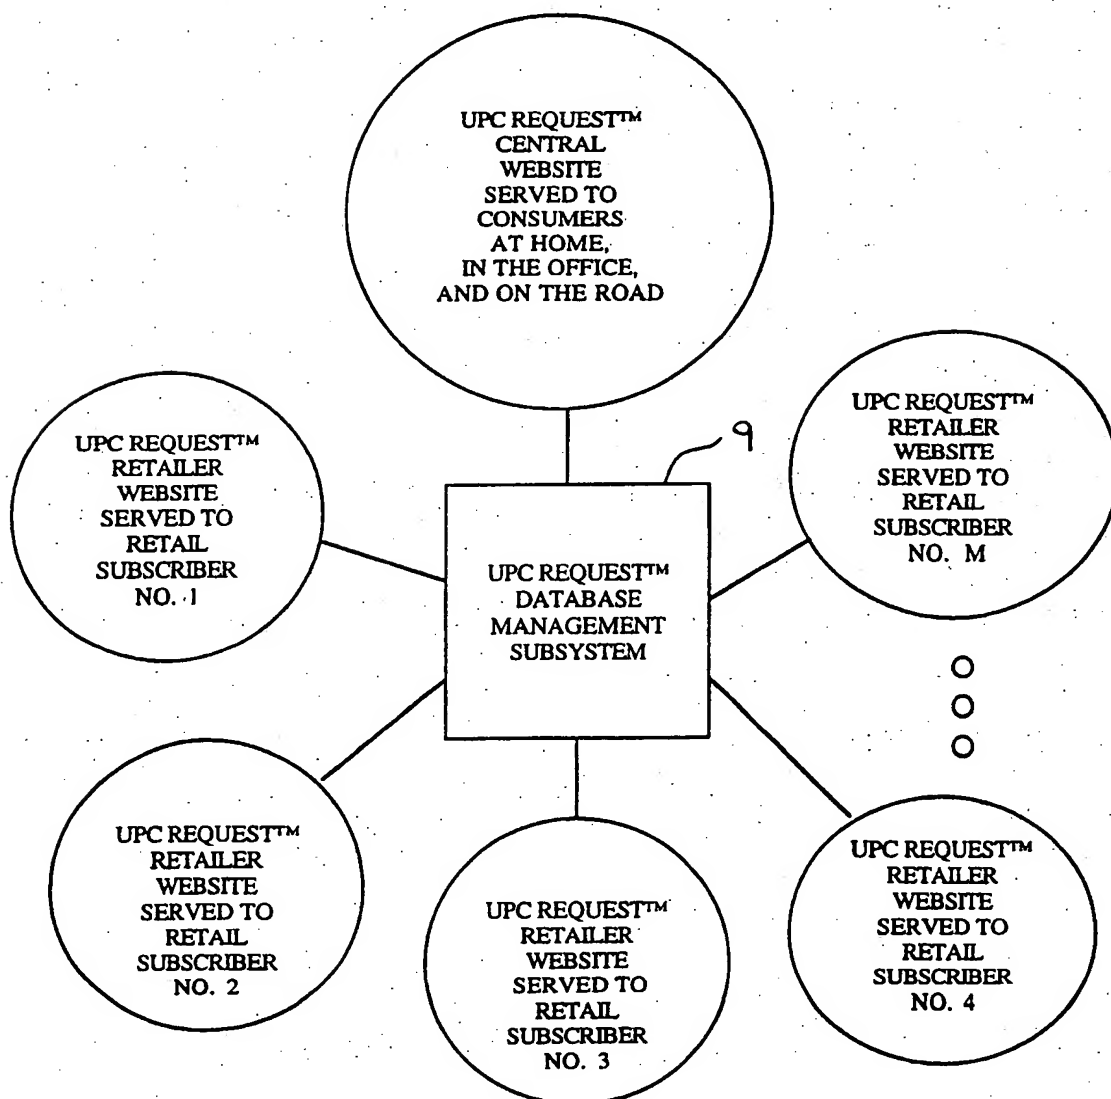 UPC REQUEST™
CENTRAL
WEBSITE
SERVED TO
CONSUMERS
AT HOME,
IN THE OFFICE,
AND ON THE ROAD
UPC REQUEST™
RETAILER
WEBSITE
SERVED TO
RETAIL
SUBSCRIBER
NO. 1
9
UPC REQUEST™
RETAILER
WEBSITE
SERVED TO
RETAIL
SUBSCRIBER
NO. M
UPC REQUEST™
DATABASE
MANAGEMENT
SUBSYSTEM
UPC REQUEST™
RETAILER
WEBSITE
SERVED TO
RETAIL
SUBSCRIBER
NO. 2
UPC REQUEST™
RETAILER
WEBSITE
SERVED TO
RETAIL
SUBSCRIBER
NO. 3
UPC REQUEST™
RETAILER
WEBSITE
SERVED TO
RETAIL
SUBSCRIBER
NO. 4